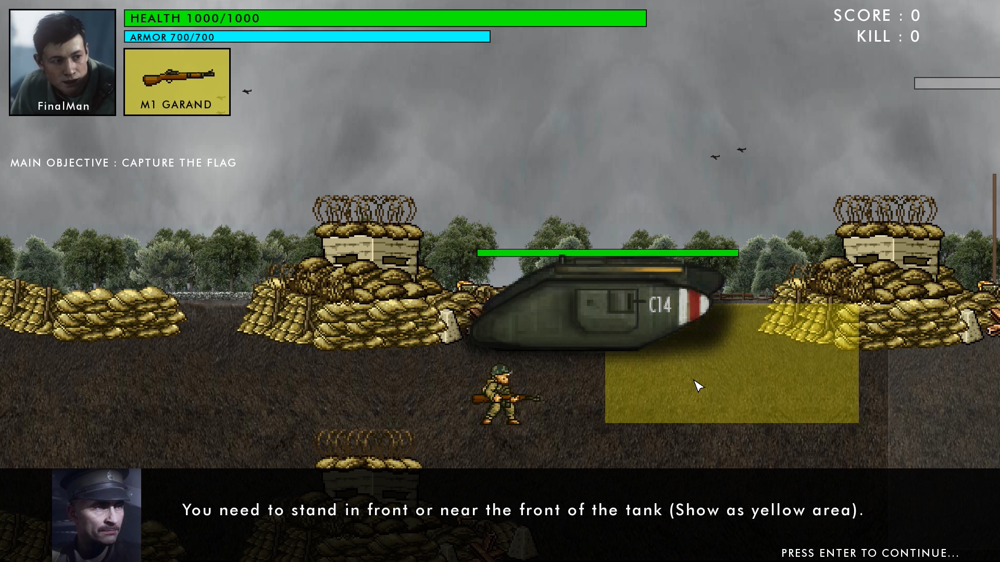 HEALTH 1000/1000
ARMOR 700/700
SCORE : 0
KILL : 0
FinalMan
M1 GARAND
MAIN OBJECTIVE : CAPTURE THE FLAG
C14
You need to stand in front or near the front of the tank (Show as yellow area).
PRESS ENTER TO CONTINUE...